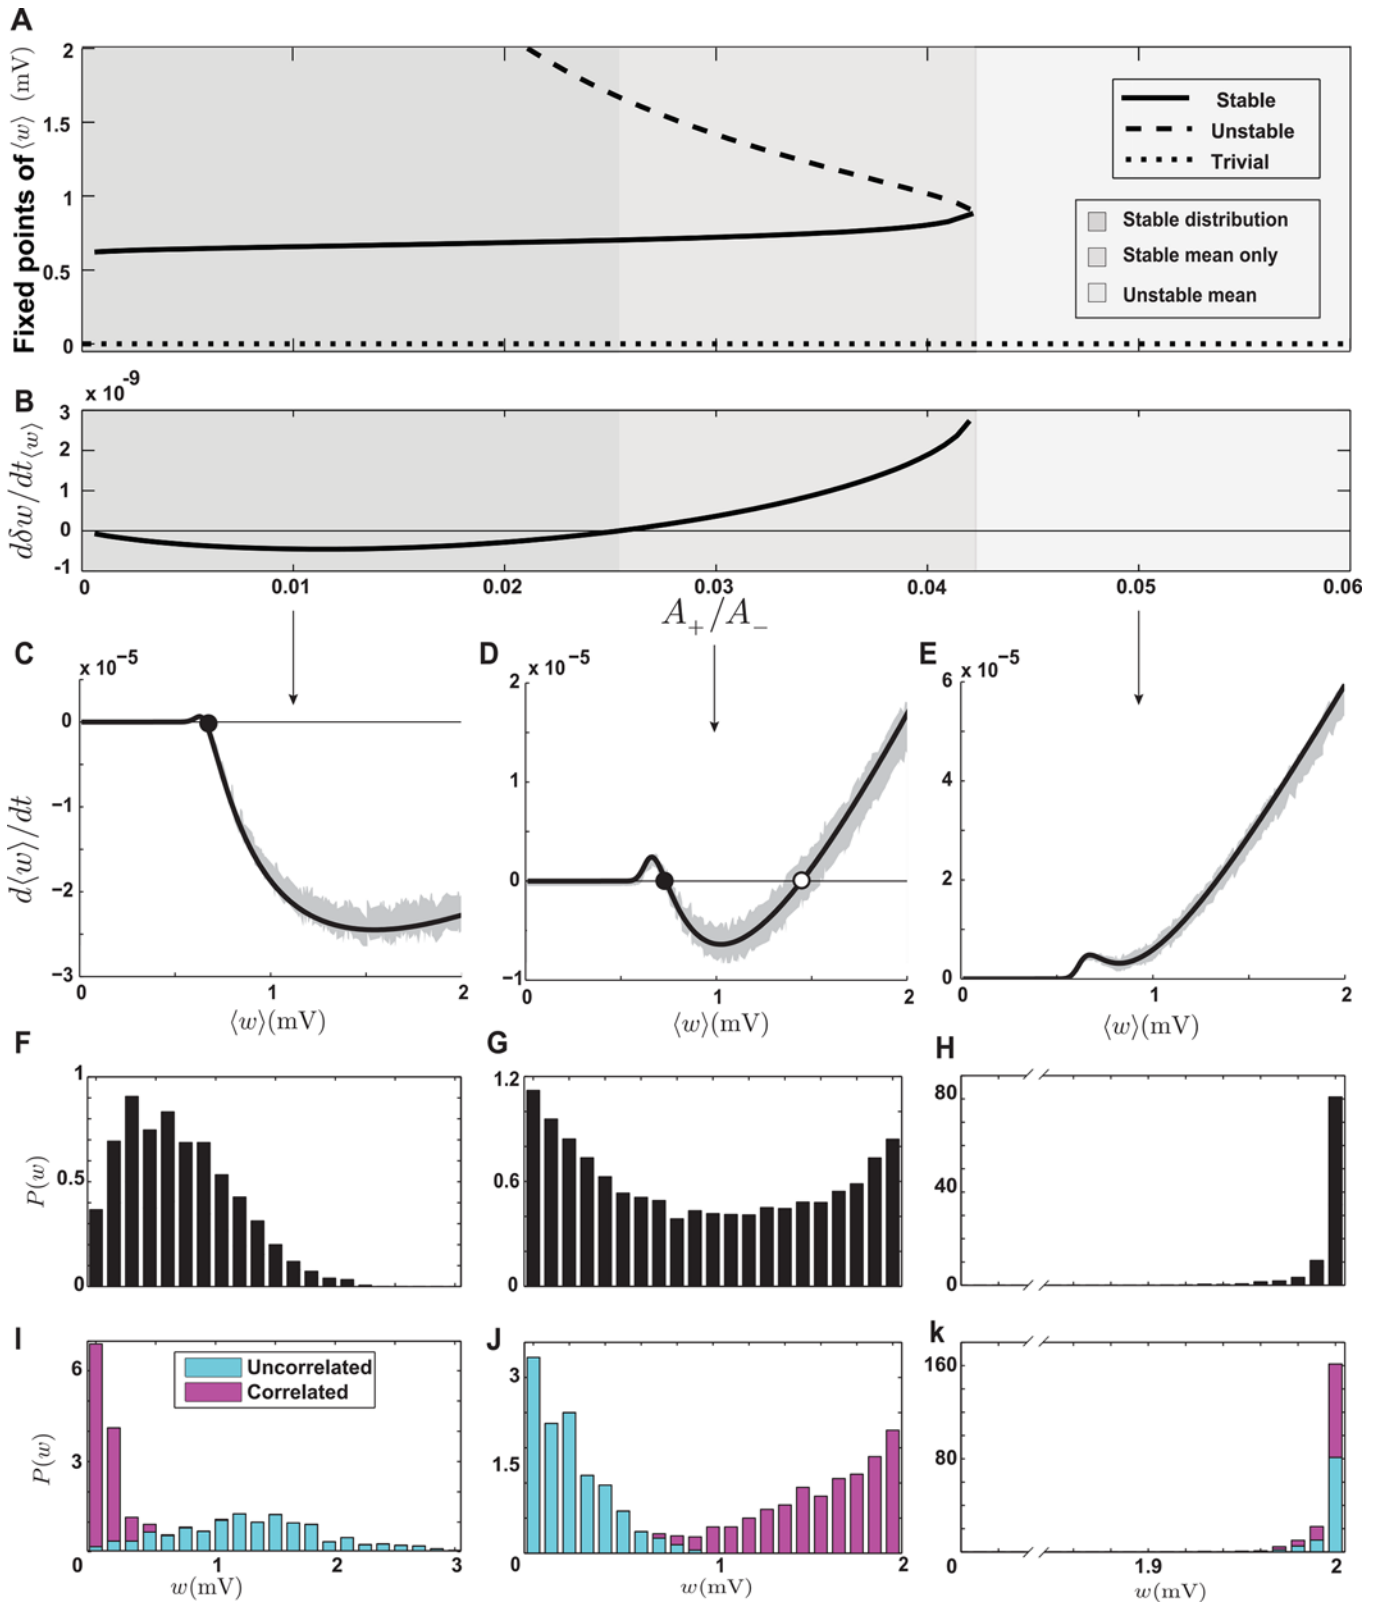 A
Fixed points of ⟨w⟩ (mV)
2
1.5
1
0.5
0
Stable
Unstable
Trivial
Stable distribution
Stable mean only
Unstable mean
B
x 10⁻⁹
dδw/dt⟨w⟩
3
2
1
0
-1
0 0.01 0.02 0.03 0.04 0.05 0.06
A₊/A₋
C
x 10⁻⁵
d⟨w⟩/dt
0
−1
−2
−3
0 1 2
⟨w⟩(mV)
D
x 10⁻⁵
2
1
0
−1
0 1 2
⟨w⟩(mV)
E
x 10⁻⁵
6
4
2
0
0 1 2
⟨w⟩(mV)
F
P(w)
1
0.5
0
G
1.2
0.6
0
H
80
40
0
I
P(w)
6
3
0
Uncorrelated
Correlated
0 1 2 3
w(mV)
J
3
1.5
0
1 2
w(mV)
k
160
80
0
0 1.9 2
w(mV)